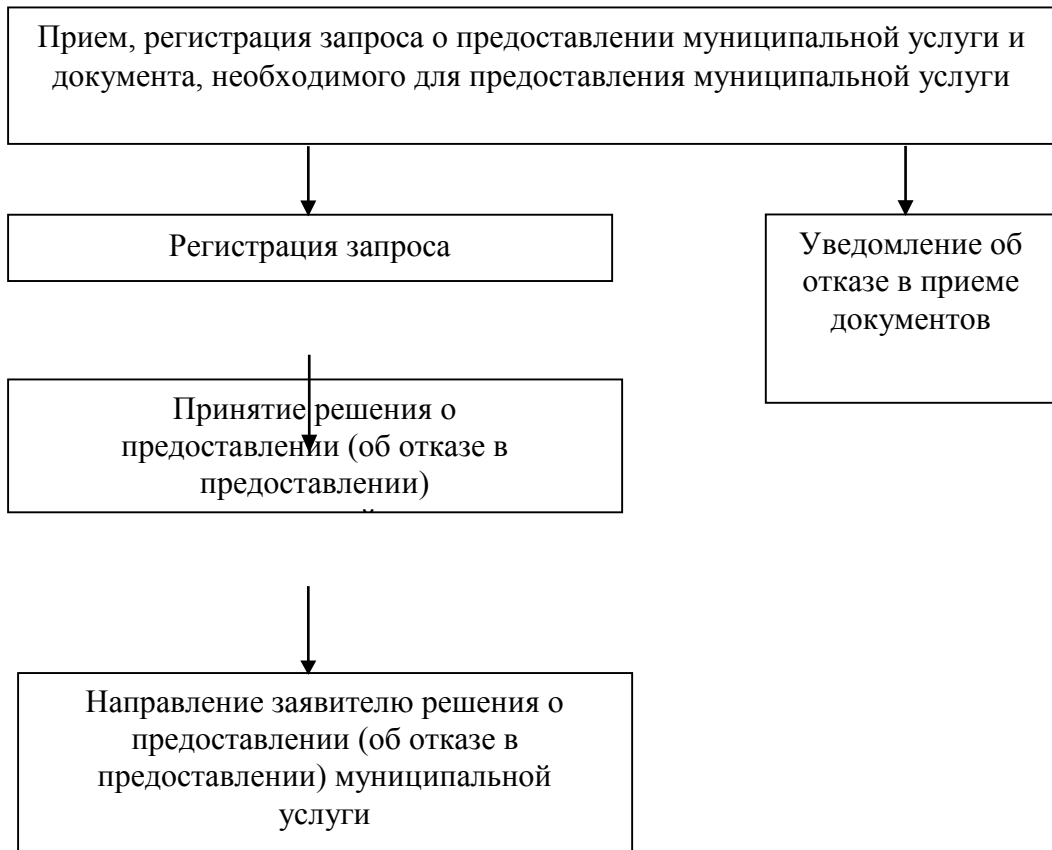 Прием, регистрация запроса о предоставлении муниципальной услуги и
документа, необходимого для предоставления муниципальной услуги
Регистрация запроса
Уведомление об
отказе в приеме
документов
Принятие решения о
предоставлении (об отказе в
предоставлении)
Направление заявителю решения о
предоставлении (об отказе в
предоставлении) муниципальной
услуги